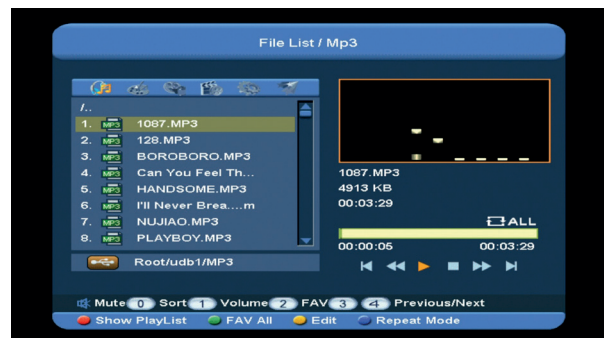 File List / Mp3
/..
1. MP3 1087.MP3
2. MP3 128.MP3
3. MP3 BOROBORO.MP3
4. MP3 Can You Feel Th...
5. MP3 HANDSOME.MP3
6. MP3 I'll Never Brea....m
7. MP3 NUJIAO.MP3
8. MP3 PLAYBOY.MP3
Root/udb1/MP3
1087.MP3
4913 KB
00:03:29
ALL
00:00:05 00:03:29
Mute 0 Sort 1 Volume 2 FAV 3 4 Previous/Next
Show PlayList FAV All Edit Repeat Mode